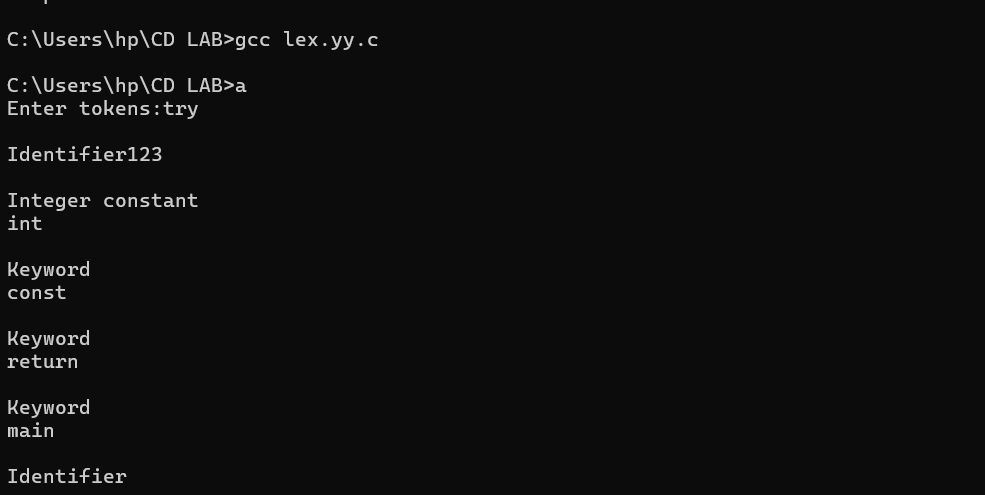 C:\Users\hp\CD LAB>gcc lex.yy.c
C:\Users\hp\CD LAB>a
Enter tokens:try
Identifier123
Integer constant
int
Keyword
const
Keyword
return
Keyword
main
Identifier